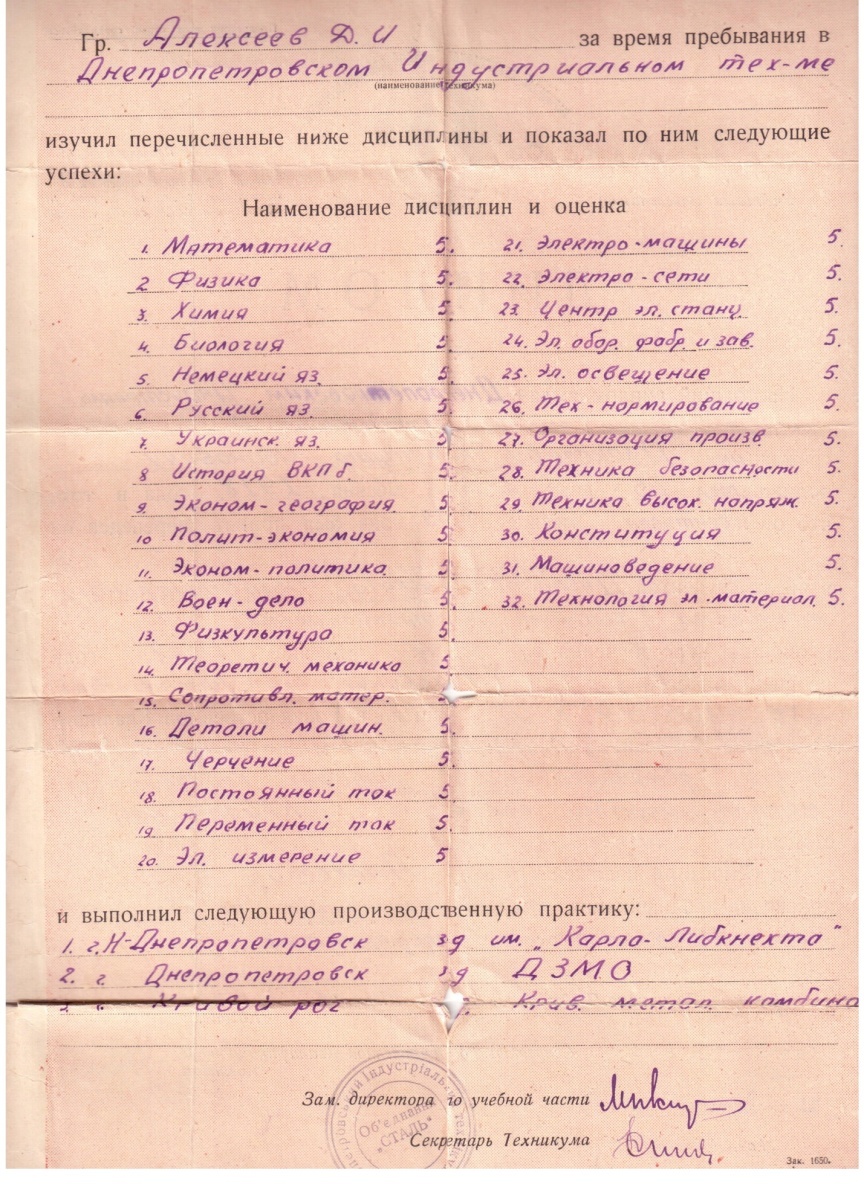 Гр. Алексеев Д. И за время пребывания в
Днепропетровском Индустриальном тех-ме
(наименование техникума)
изучил перечисленные ниже дисциплины и показал по ним следующие
успехи:
Наименование дисциплин и оценка
1. Математика 5.
2 Физика 5.
3. Химия 5.
4. Биология 5.
5. Немецкий яз. 5.
6. Русский яз. 5.
7. Украинск. яз. 5.
8 История ВКПб. 5.
9. Эконом-география 5.
10 Полит-экономия 5.
11. Эконом-политика. 5.
12. Воен-дело 5.
13. Физкультура 5.
14. Теоретич. механика 5
15. Сопротивл. матер. 5.
16. Детали машин. 5.
17. Черчение 5.
18. Постоянный ток 5.
19. Переменный ток 5.
20. Эл. измерение 5
21. Электро-машины 5.
22. Электро-сети 5.
23. Центр эл. станц. 5.
24. Эл. обор. фабр. и зав. 5.
25. Эл. освещение 5.
26. Тех-нормирование 5.
27. Организация произв. 5.
28. Техника безопасности 5.
29. Техника высок. напряж. 5.
30. Конституция 5.
31. Машиноведение 5.
32. Технология эл-материал. 5.
и выполнил следующую производственную практику:
1. г. Н-Днепропетровск з-д им. „Карла-Либкнехта"
2. г. Днепропетровск з-д ДЗМО
3. " Кривой рог Крив. метал. камбина
Зам. директора по учебной части
Секретарь Техникума
Індустріальн
Об'єднання
"СТАЛЬ"
Зак. 1650.